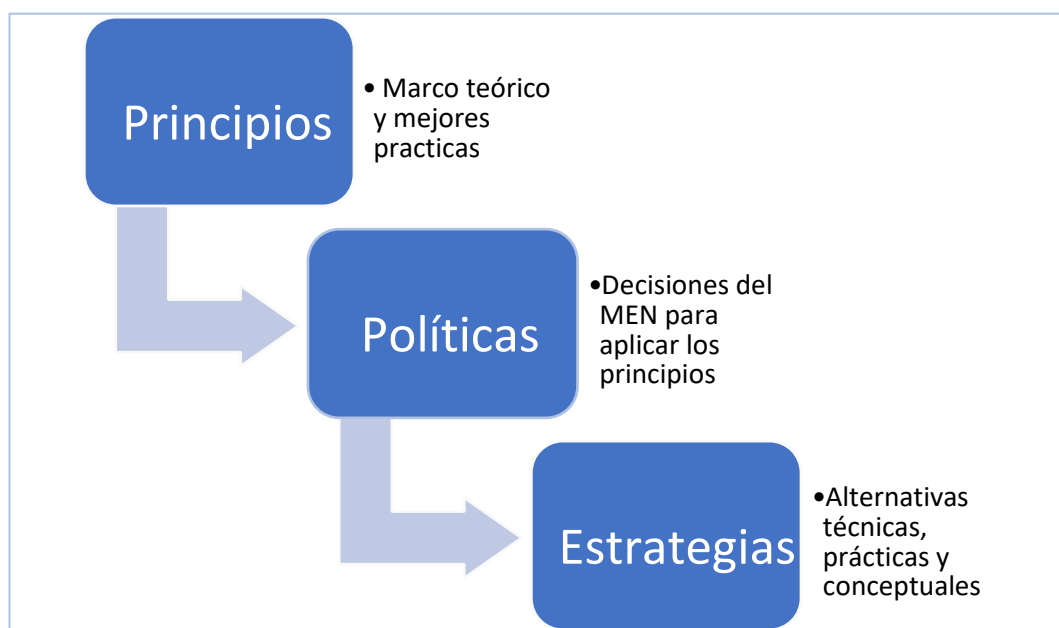 Principios
• Marco teórico
y mejores
practicas
Políticas
•Decisiones del
MEN para
aplicar los
principios
Estrategias
•Alternativas
técnicas,
prácticas y
conceptuales